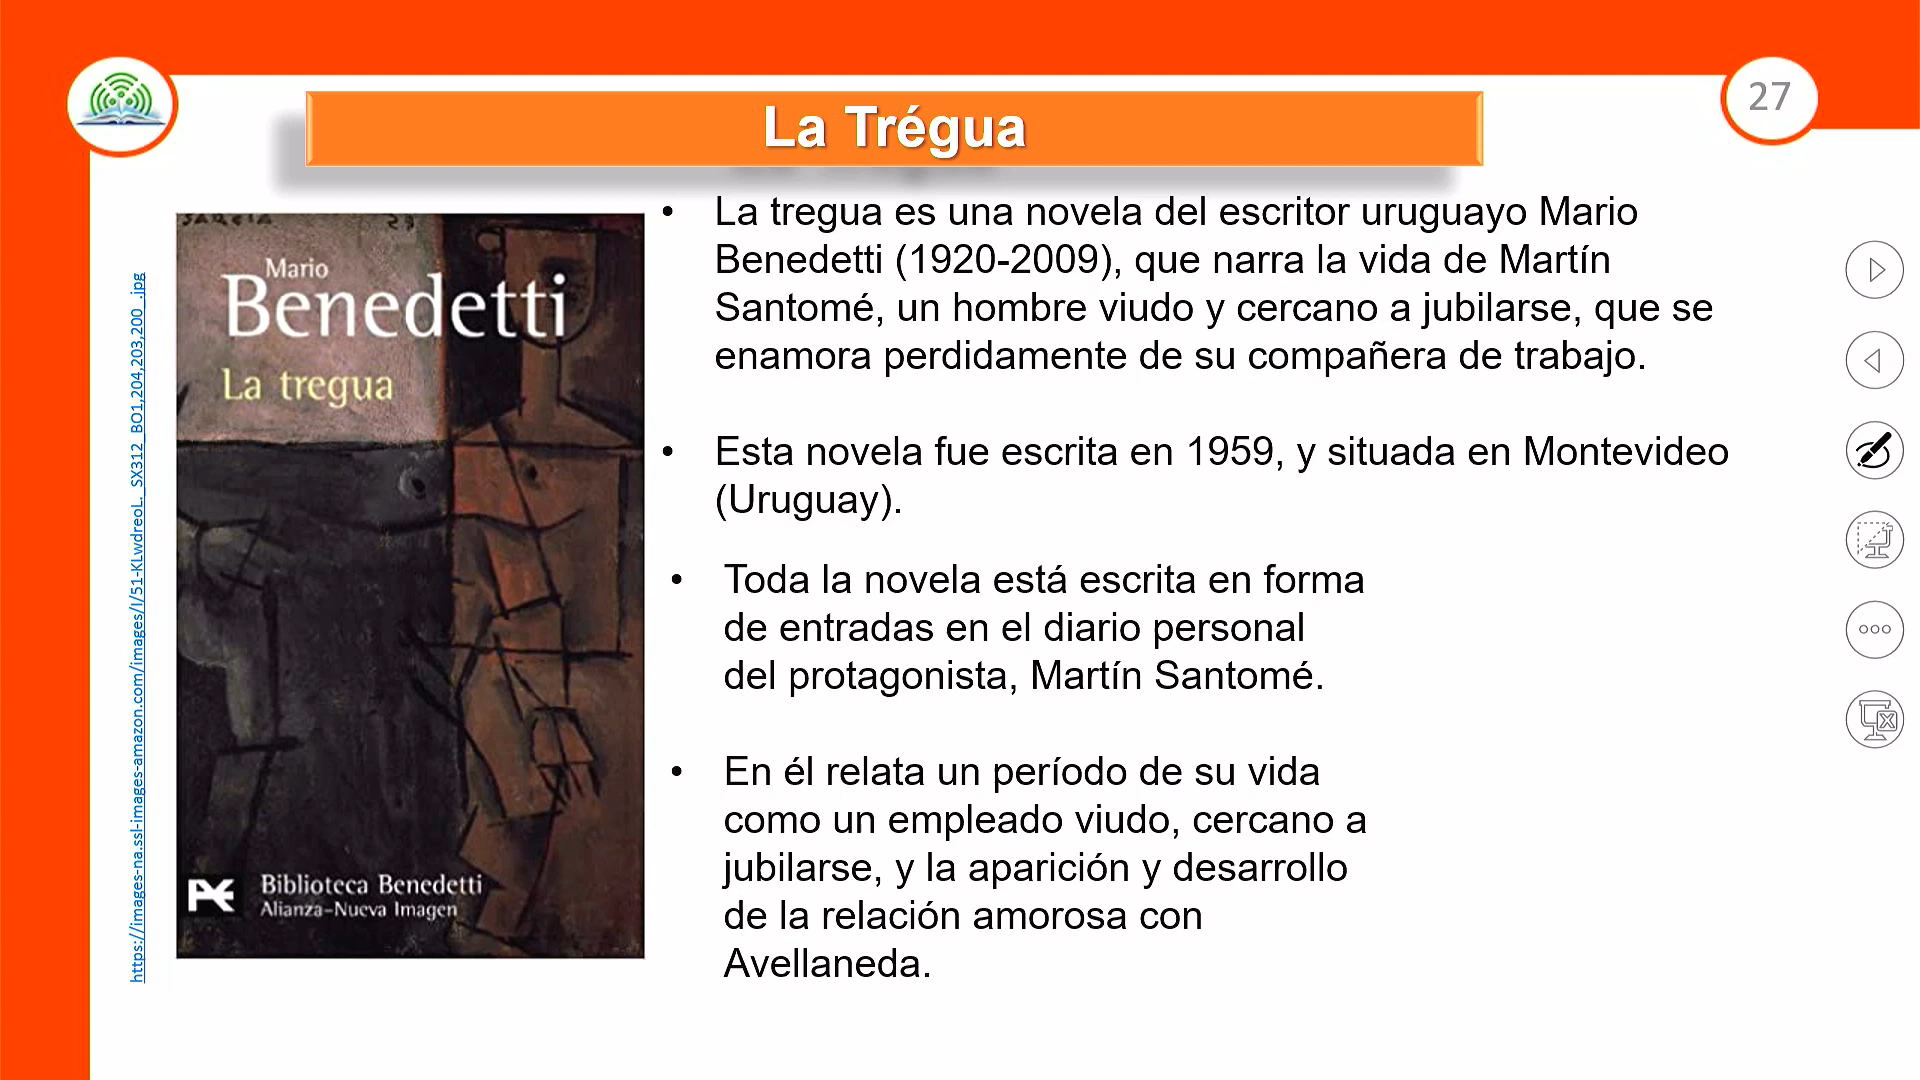 27
La Trégua
• La tregua es una novela del escritor uruguayo Mario
Benedetti (1920-2009), que narra la vida de Martín
Santomé, un hombre viudo y cercano a jubilarse, que se
enamora perdidamente de su compañera de trabajo.
• Esta novela fue escrita en 1959, y situada en Montevideo
(Uruguay).
• Toda la novela está escrita en forma
de entradas en el diario personal
del protagonista, Martín Santomé.
• En él relata un período de su vida
como un empleado viudo, cercano a
jubilarse, y la aparición y desarrollo
de la relación amorosa con
Avellaneda.
Mario
Benedetti
La tregua
Biblioteca Benedetti
Alianza-Nueva Imagen
https://images-na.ssl-images-amazon.com/images/I/51-KLwdreoL._SX312_BO1,204,203,200_.jpg